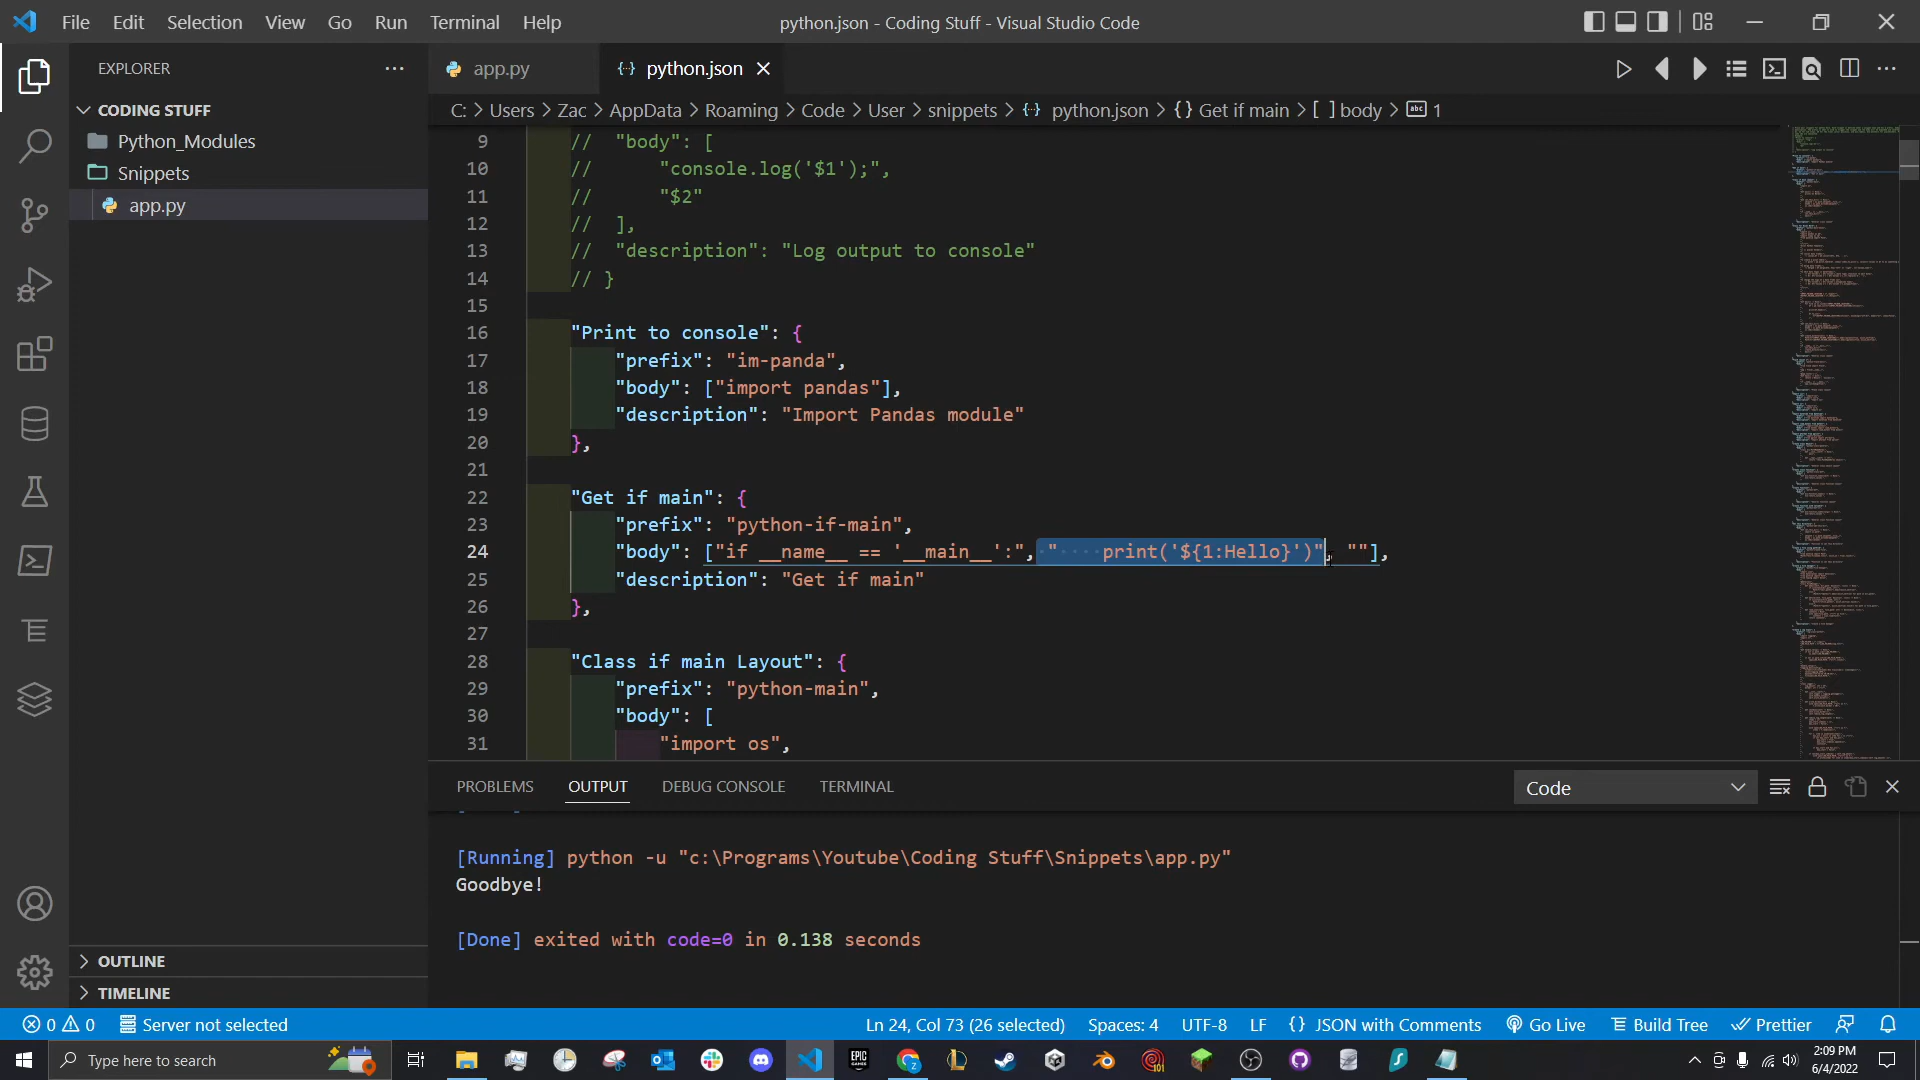 File Edit Selection View Go Run Terminal Help
python.json - Coding Stuff - Visual Studio Code
EXPLORER
CODING STUFF
Python_Modules
Snippets
app.py
OUTLINE
TIMELINE
app.py
python.json
C: > Users > Zac > AppData > Roaming > Code > User > snippets > {··} python.json > { } Get if main > [ ] body > abc 1
9 // "body": [
10 // "console.log('$1');",
11 // "$2"
12 // ],
13 // "description": "Log output to console"
14 // }
15
16 "Print to console": {
17 "prefix": "im-panda",
18 "body": ["import pandas"],
19 "description": "Import Pandas module"
20 },
21
22 "Get if main": {
23 "prefix": "python-if-main",
24 "body": ["if __name__ == '__main__':", "    print('${1:Hello}')", ""],
25 "description": "Get if main"
26 },
27
28 "Class if main Layout": {
29 "prefix": "python-main",
30 "body": [
31 "import os",
PROBLEMS OUTPUT DEBUG CONSOLE TERMINAL
Code
[Running] python -u "c:\Programs\Youtube\Coding Stuff\Snippets\app.py"
Goodbye!
[Done] exited with code=0 in 0.138 seconds
0 0 Server not selected
Ln 24, Col 73 (26 selected) Spaces: 4 UTF-8 LF {} JSON with Comments Go Live Build Tree Prettier
Type here to search
EPIC GAMES
101
2:09 PM
6/4/2022